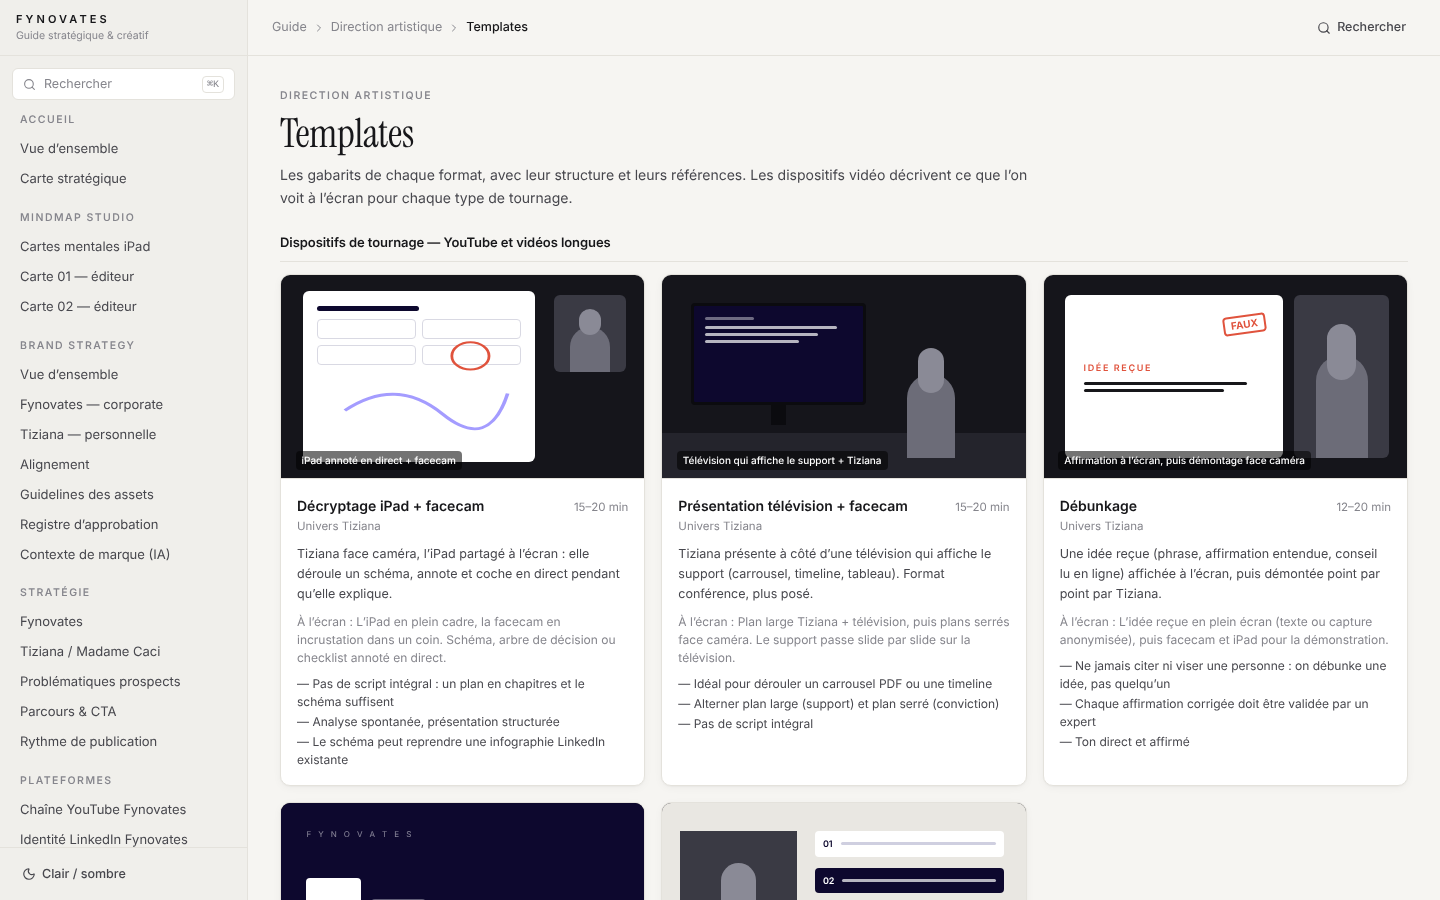 FYNOVATES
Guide stratégique & créatif
Rechercher
⌘K
ACCUEIL
Vue d’ensemble
Carte stratégique
MINDMAP STUDIO
Cartes mentales iPad
Carte 01 — éditeur
Carte 02 — éditeur
BRAND STRATEGY
Vue d’ensemble
Fynovates — corporate
Tiziana — personnelle
Alignement
Guidelines des assets
Registre d’approbation
Contexte de marque (IA)
STRATÉGIE
Fynovates
Tiziana / Madame Caci
Problématiques prospects
Parcours & CTA
Rythme de publication
PLATEFORMES
Chaîne YouTube Fynovates
Identité LinkedIn Fynovates
Clair / sombre
Guide > Direction artistique > Templates
Rechercher
DIRECTION ARTISTIQUE
Templates
Les gabarits de chaque format, avec leur structure et leurs références. Les dispositifs vidéo décrivent ce que l’on
voit à l’écran pour chaque type de tournage.
Dispositifs de tournage — YouTube et vidéos longues
iPad annoté en direct + facecam
Décryptage iPad + facecam
15–20 min
Univers Tiziana
Tiziana face caméra, l’iPad partagé à l’écran : elle
déroule un schéma, annote et coche en direct pendant
qu’elle explique.
À l’écran : L’iPad en plein cadre, la facecam en
incrustation dans un coin. Schéma, arbre de décision ou
checklist annoté en direct.
— Pas de script intégral : un plan en chapitres et le
schéma suffisent
— Analyse spontanée, présentation structurée
— Le schéma peut reprendre une infographie LinkedIn
existante
Télévision qui affiche le support + Tiziana
Présentation télévision + facecam
15–20 min
Univers Tiziana
Tiziana présente à côté d’une télévision qui affiche le
support (carrousel, timeline, tableau). Format
conférence, plus posé.
À l’écran : Plan large Tiziana + télévision, puis plans serrés
face caméra. Le support passe slide par slide sur la
télévision.
— Idéal pour dérouler un carrousel PDF ou une timeline
— Alterner plan large (support) et plan serré (conviction)
— Pas de script intégral
FAUX
IDÉE REÇUE
Affirmation à l’écran, puis démontage face caméra
Débunkage
12–20 min
Univers Tiziana
Une idée reçue (phrase, affirmation entendue, conseil
lu en ligne) affichée à l’écran, puis démontée point par
point par Tiziana.
À l’écran : L’idée reçue en plein écran (texte ou capture
anonymisée), puis facecam et iPad pour la démonstration.
— Ne jamais citer ni viser une personne : on débunke une
idée, pas quelqu’un
— Chaque affirmation corrigée doit être validée par un
expert
— Ton direct et affirmé
FYNOVATES
01
02